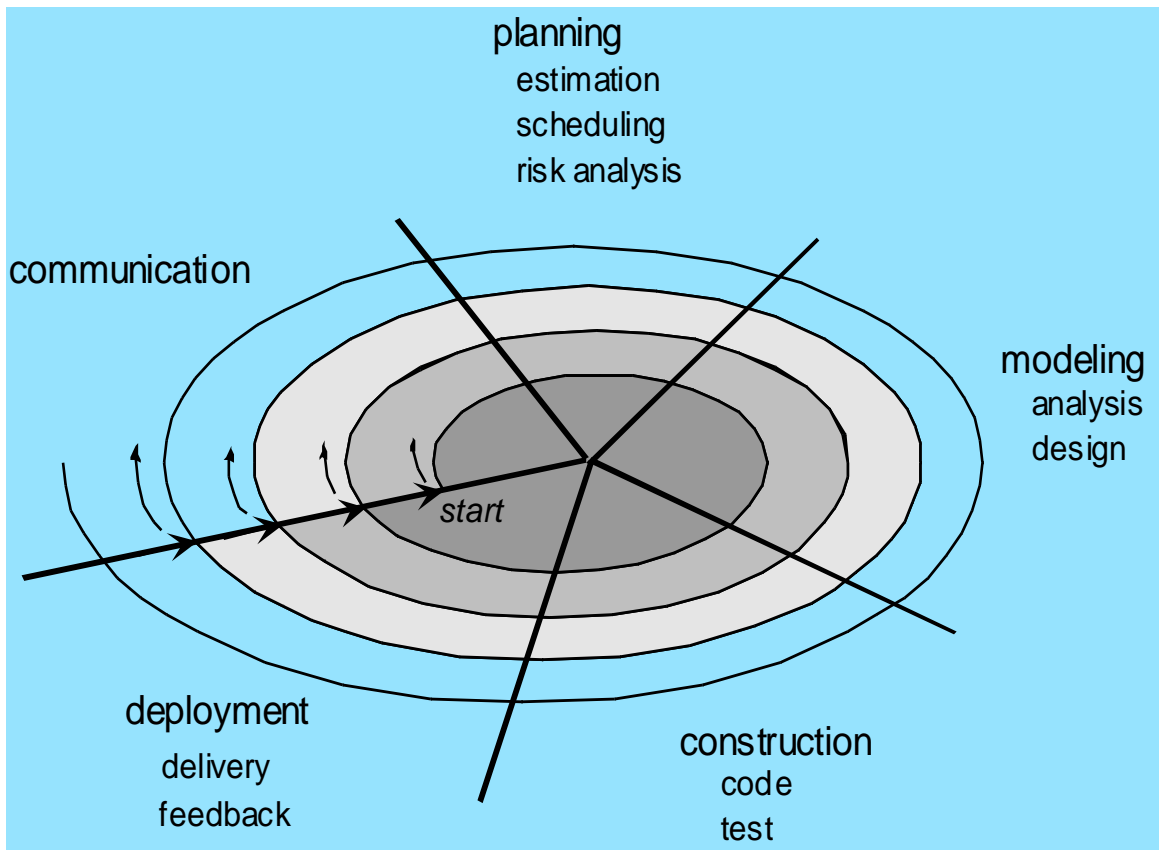 planning
estimation
scheduling
risk analysis
communication
modeling
analysis
design
start
deployment
delivery
feedback
construction
code
test